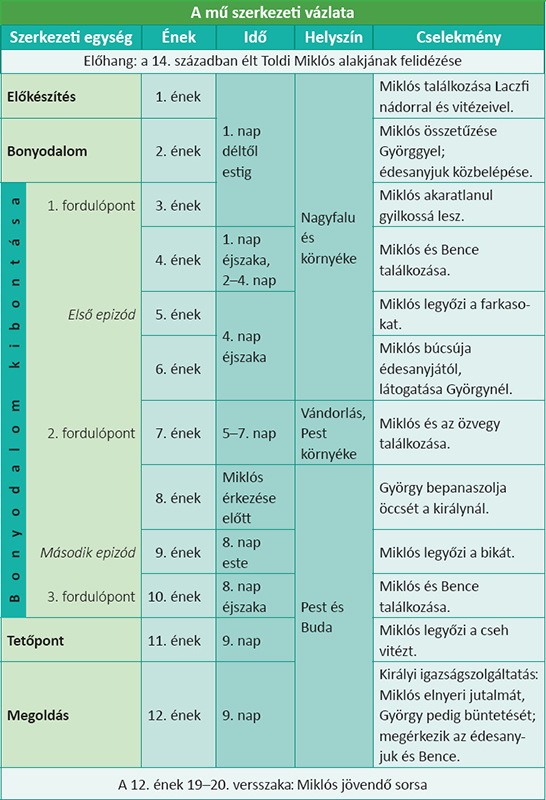 A mű szerkezeti vázlata
Szerkezeti egység
Ének
Idő
Helyszín
Cselekmény
Előhang: a 14. században élt Toldi Miklós alakjának felidézése
Előkészítés
1. ének
1. nap
déltől
estig
Nagyfalu
és
környéke
Miklós találkozása Laczfi
nádorral és vitézeivel.
Bonyodalom
2. ének
Miklós összetűzése
Györggyel;
édesanyjuk közbelépése.
Bonyodalom kibontása
1. fordulópont
3. ének
Miklós akaratlanul
gyilkossá lesz.
4. ének
1. nap
éjszaka,
2–4. nap
Miklós és Bence
találkozása.
Első epizód
5. ének
4. nap
éjszaka
Miklós legyőzi a farkaso-
kat.
6. ének
Miklós búcsúja
édesanyjától,
látogatása Györgynél.
2. fordulópont
7. ének
5–7. nap
Vándorlás,
Pest
környéke
Miklós és az özvegy
találkozása.
8. ének
Miklós
érkezése
előtt
Pest és
Buda
György bepanaszolja
öccsét a királynál.
Második epizód
9. ének
8. nap
este
Miklós legyőzi a bikát.
3. fordulópont
10. ének
8. nap
éjszaka
Miklós és Bence
találkozása.
Tetőpont
11. ének
9. nap
Miklós legyőzi a cseh
vitézt.
Megoldás
12. ének
9. nap
Királyi igazságszolgáltatás:
Miklós elnyeri jutalmát,
György pedig büntetését;
megérkezik az édesany-
juk és Bence.
A 12. ének 19–20. versszaka: Miklós jövendő sorsa